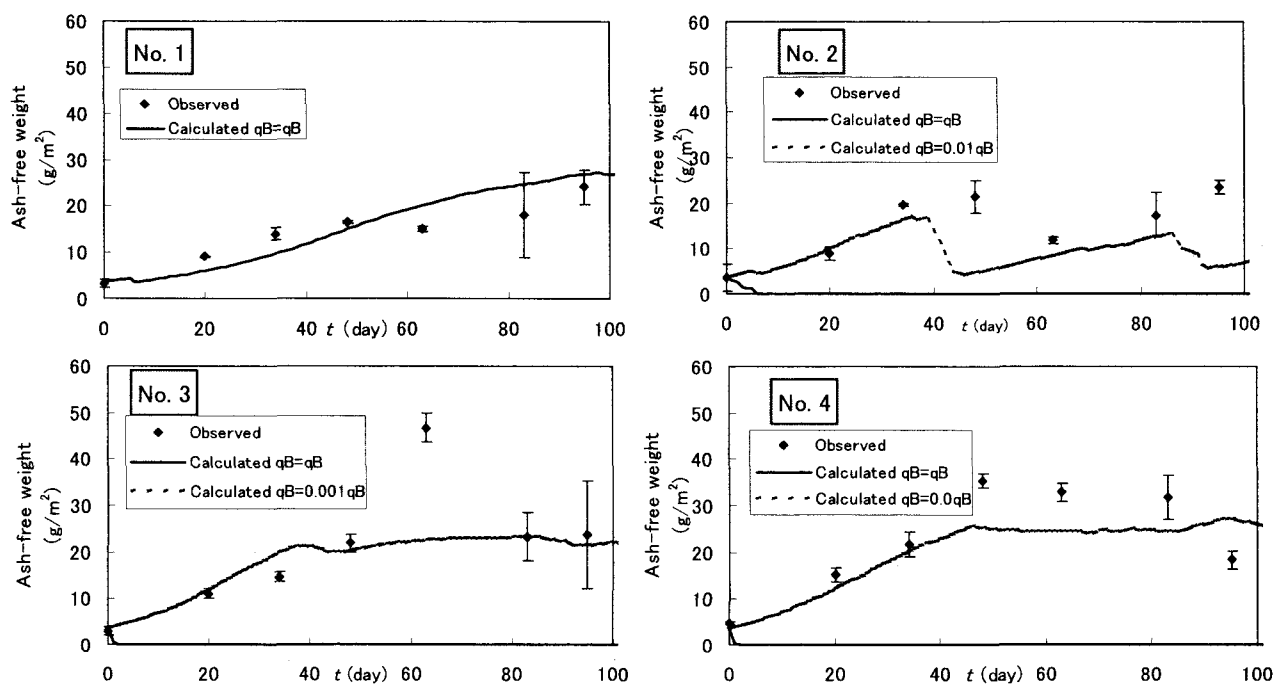 No. 1
Ash-free weight
(g/m²)
60
50
40
30
20
10
0
Observed
Calculated qB=qB
0 20 40 t (day) 60 80 100
No. 2
Ash-free weight
(g/m²)
60
50
40
30
20
10
0
Observed
Calculated qB=qB
Calculated qB=0.01qB
0 20 40 t (day) 60 80 100
No. 3
Ash-free weight
(g/m²)
60
50
40
30
20
10
0
Observed
Calculated qB=qB
Calculated qB=0.001qB
0 20 40 t (day) 60 80 100
No. 4
Ash-free weight
(g/m²)
60
50
40
30
20
10
0
Observed
Calculated qB=qB
Calculated qB=0.0qB
0 20 40 t (day) 60 80 100